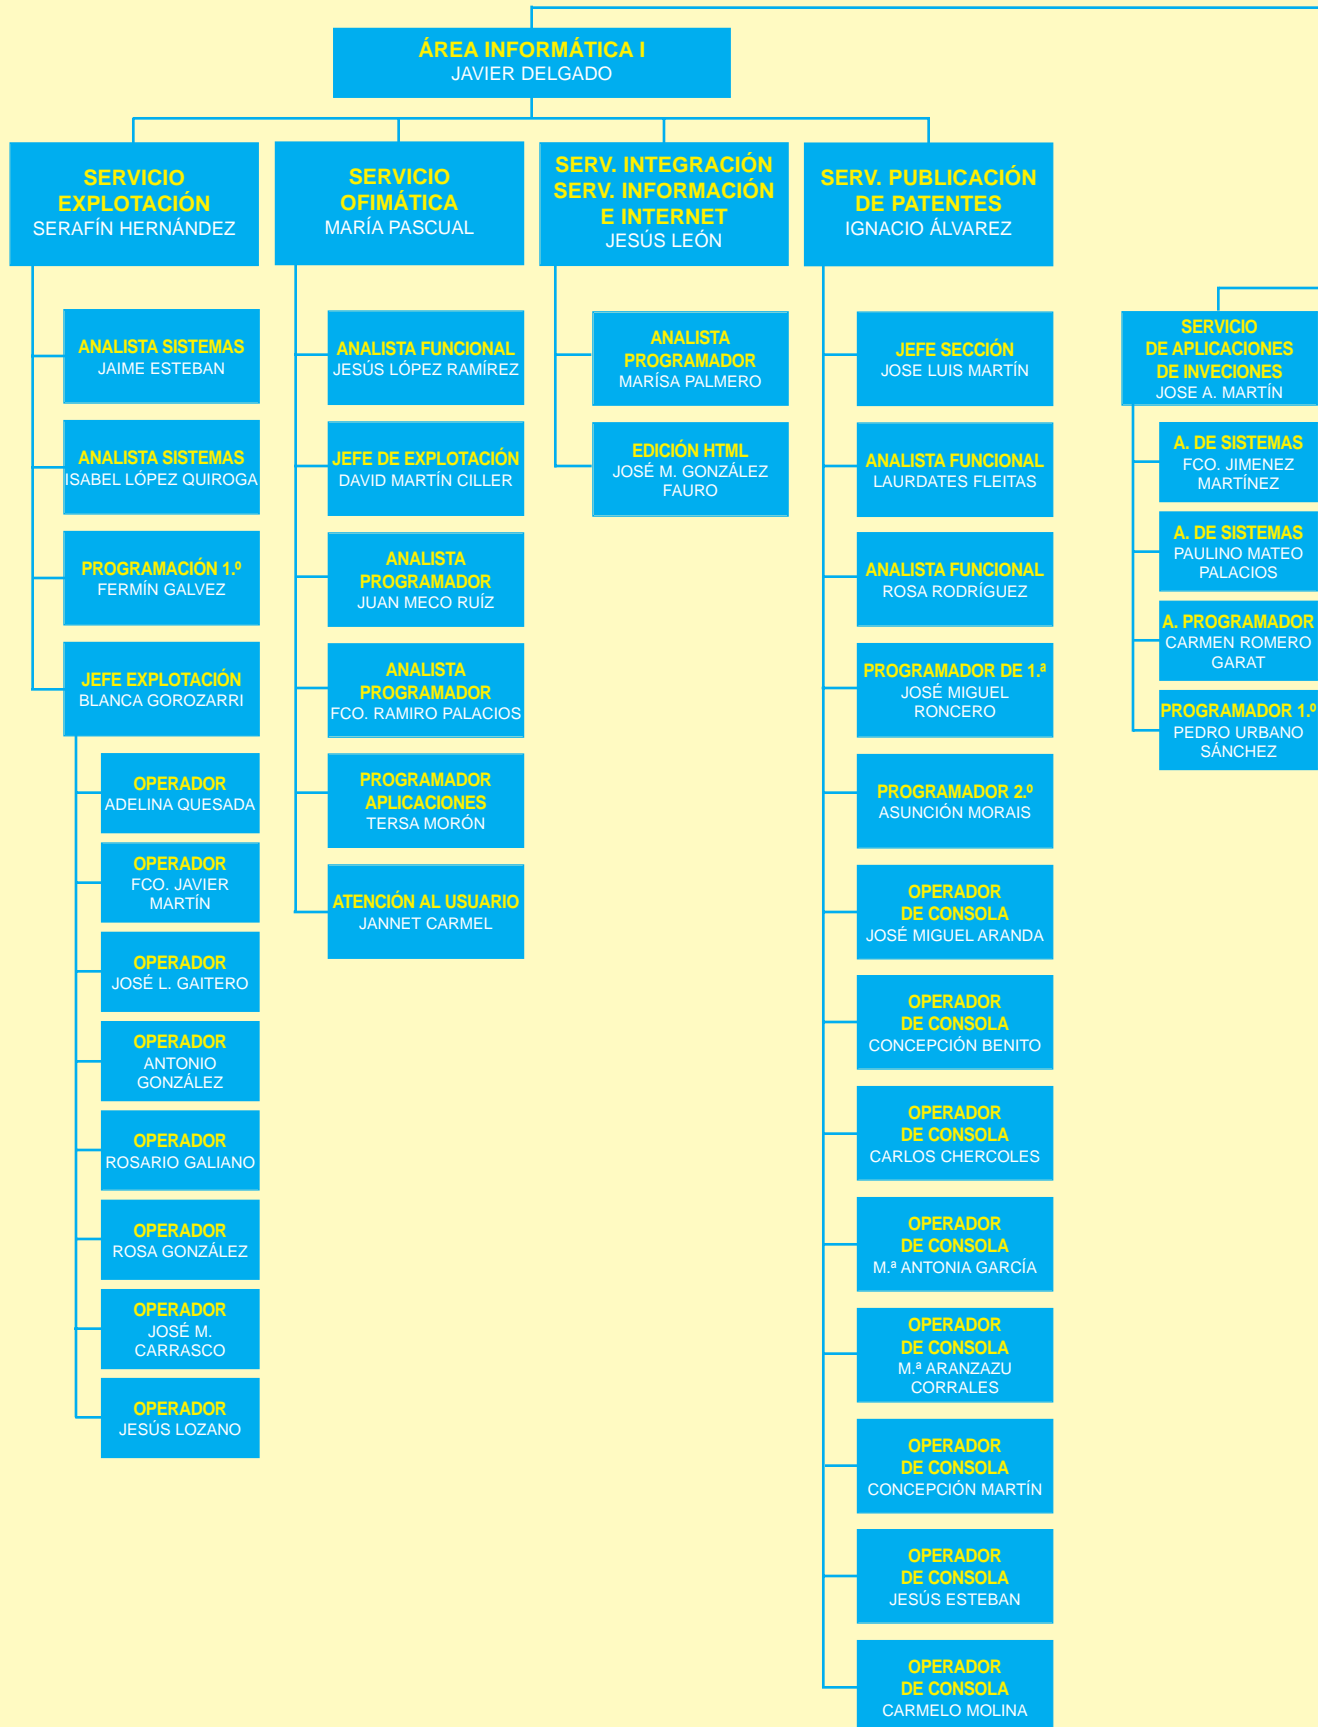 ÁREA INFORMÁTICA I
JAVIER DELGADO
SERVICIO
EXPLOTACIÓN
SERAFÍN HERNÁNDEZ
ANALISTA SISTEMAS
JAIME ESTEBAN
ANALISTA SISTEMAS
ISABEL LÓPEZ QUIROGA
PROGRAMACIÓN 1.º
FERMÍN GALVEZ
JEFE EXPLOTACIÓN
BLANCA GOROZARRI
OPERADOR
ADELINA QUESADA
OPERADOR
FCO. JAVIER
MARTÍN
OPERADOR
JOSÉ L. GAITERO
OPERADOR
ANTONIO
GONZÁLEZ
OPERADOR
ROSARIO GALIANO
OPERADOR
ROSA GONZÁLEZ
OPERADOR
JOSÉ M.
CARRASCO
OPERADOR
JESÚS LOZANO
SERVICIO
OFIMÁTICA
MARÍA PASCUAL
ANALISTA FUNCIONAL
JESÚS LÓPEZ RAMÍREZ
JEFE DE EXPLOTACIÓN
DAVID MARTÍN CILLER
ANALISTA
PROGRAMADOR
JUAN MECO RUÍZ
ANALISTA
PROGRAMADOR
FCO. RAMIRO PALACIOS
PROGRAMADOR
APLICACIONES
TERSA MORÓN
ATENCIÓN AL USUARIO
JANNET CARMEL
SERV. INTEGRACIÓN
SERV. INFORMACIÓN
E INTERNET
JESÚS LEÓN
ANALISTA
PROGRAMADOR
MARÍSA PALMERO
EDICIÓN HTML
JOSÉ M. GONZÁLEZ
FAURO
SERV. PUBLICACIÓN
DE PATENTES
IGNACIO ÁLVAREZ
JEFE SECCIÓN
JOSE LUIS MARTÍN
ANALISTA FUNCIONAL
LAURDATES FLEITAS
ANALISTA FUNCIONAL
ROSA RODRÍGUEZ
PROGRAMADOR DE 1.ª
JOSÉ MIGUEL
RONCERO
PROGRAMADOR 2.º
ASUNCIÓN MORAIS
OPERADOR
DE CONSOLA
JOSÉ MIGUEL ARANDA
OPERADOR
DE CONSOLA
CONCEPCIÓN BENITO
OPERADOR
DE CONSOLA
CARLOS CHERCOLES
OPERADOR
DE CONSOLA
M.ª ANTONIA GARCÍA
OPERADOR
DE CONSOLA
M.ª ARANZAZU
CORRALES
OPERADOR
DE CONSOLA
CONCEPCIÓN MARTÍN
OPERADOR
DE CONSOLA
JESÚS ESTEBAN
OPERADOR
DE CONSOLA
CARMELO MOLINA
SERVICIO
DE APLICACIONES
DE INVECIONES
JOSE A. MARTÍN
A. DE SISTEMAS
FCO. JIMENEZ
MARTÍNEZ
A. DE SISTEMAS
PAULINO MATEO
PALACIOS
A. PROGRAMADOR
CARMEN ROMERO
GARAT
PROGRAMADOR 1.º
PEDRO URBANO
SÁNCHEZ